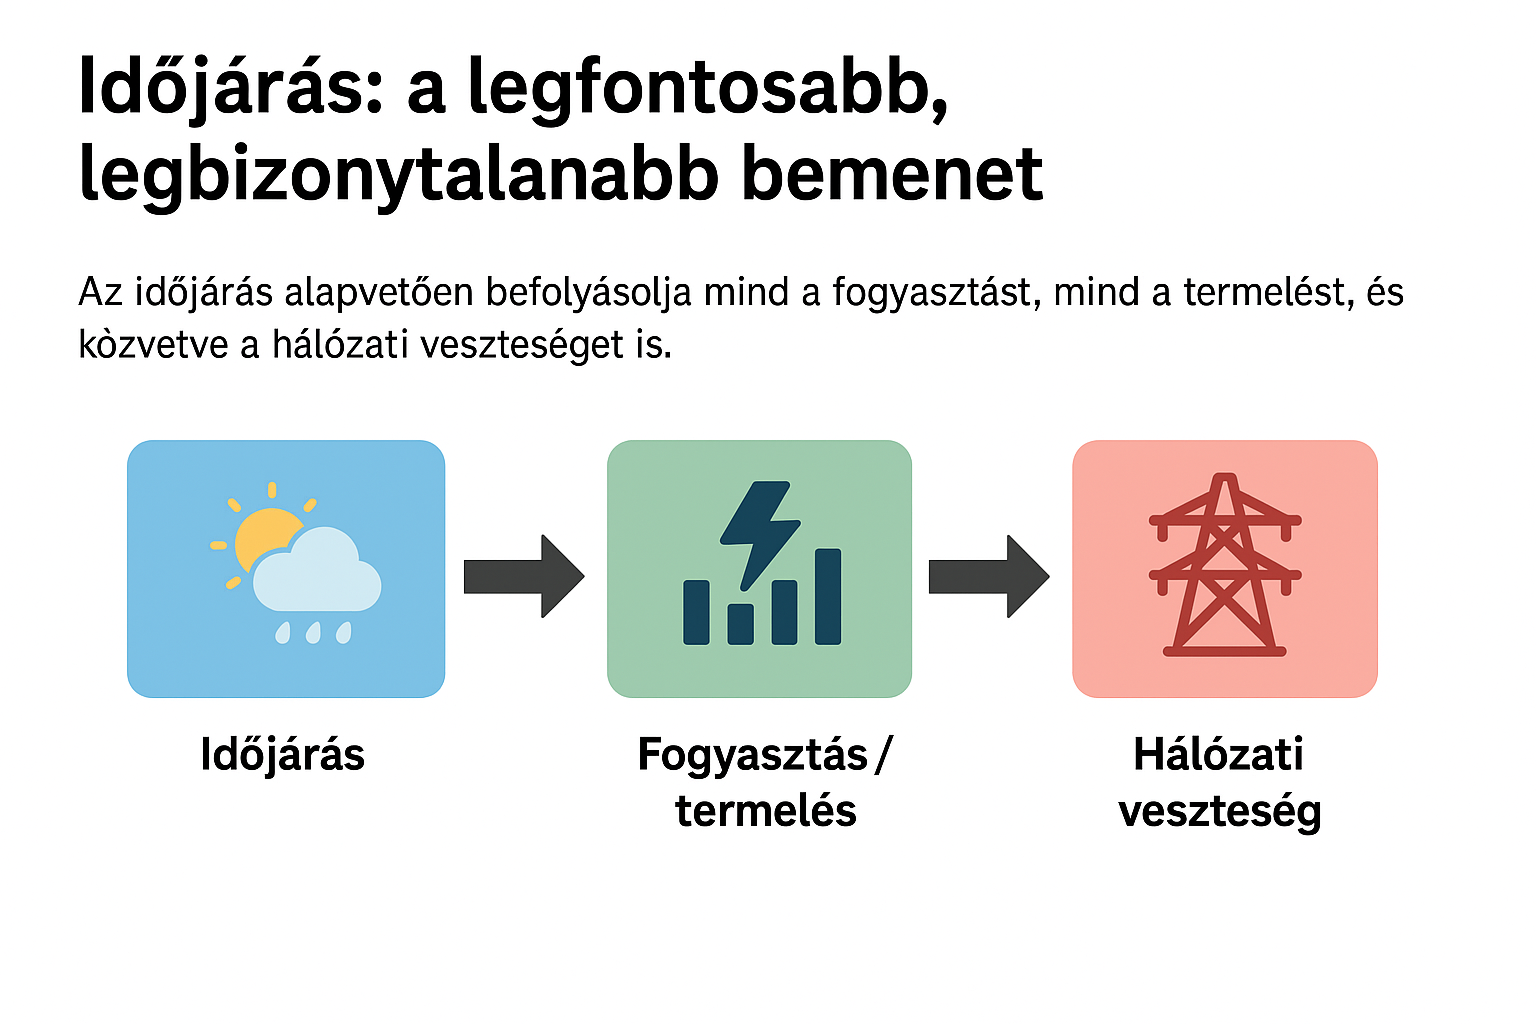 Időjárás: a legfontosabb,
legbizonytalanabb bemenet
Az időjárás alapvetően befolyásolja mind a fogyasztást, mind a termelést, és
kòzvetve a hálózati veszteséget is.
Időjárás
Fogyasztás /
termelés
Hálózati
veszteség